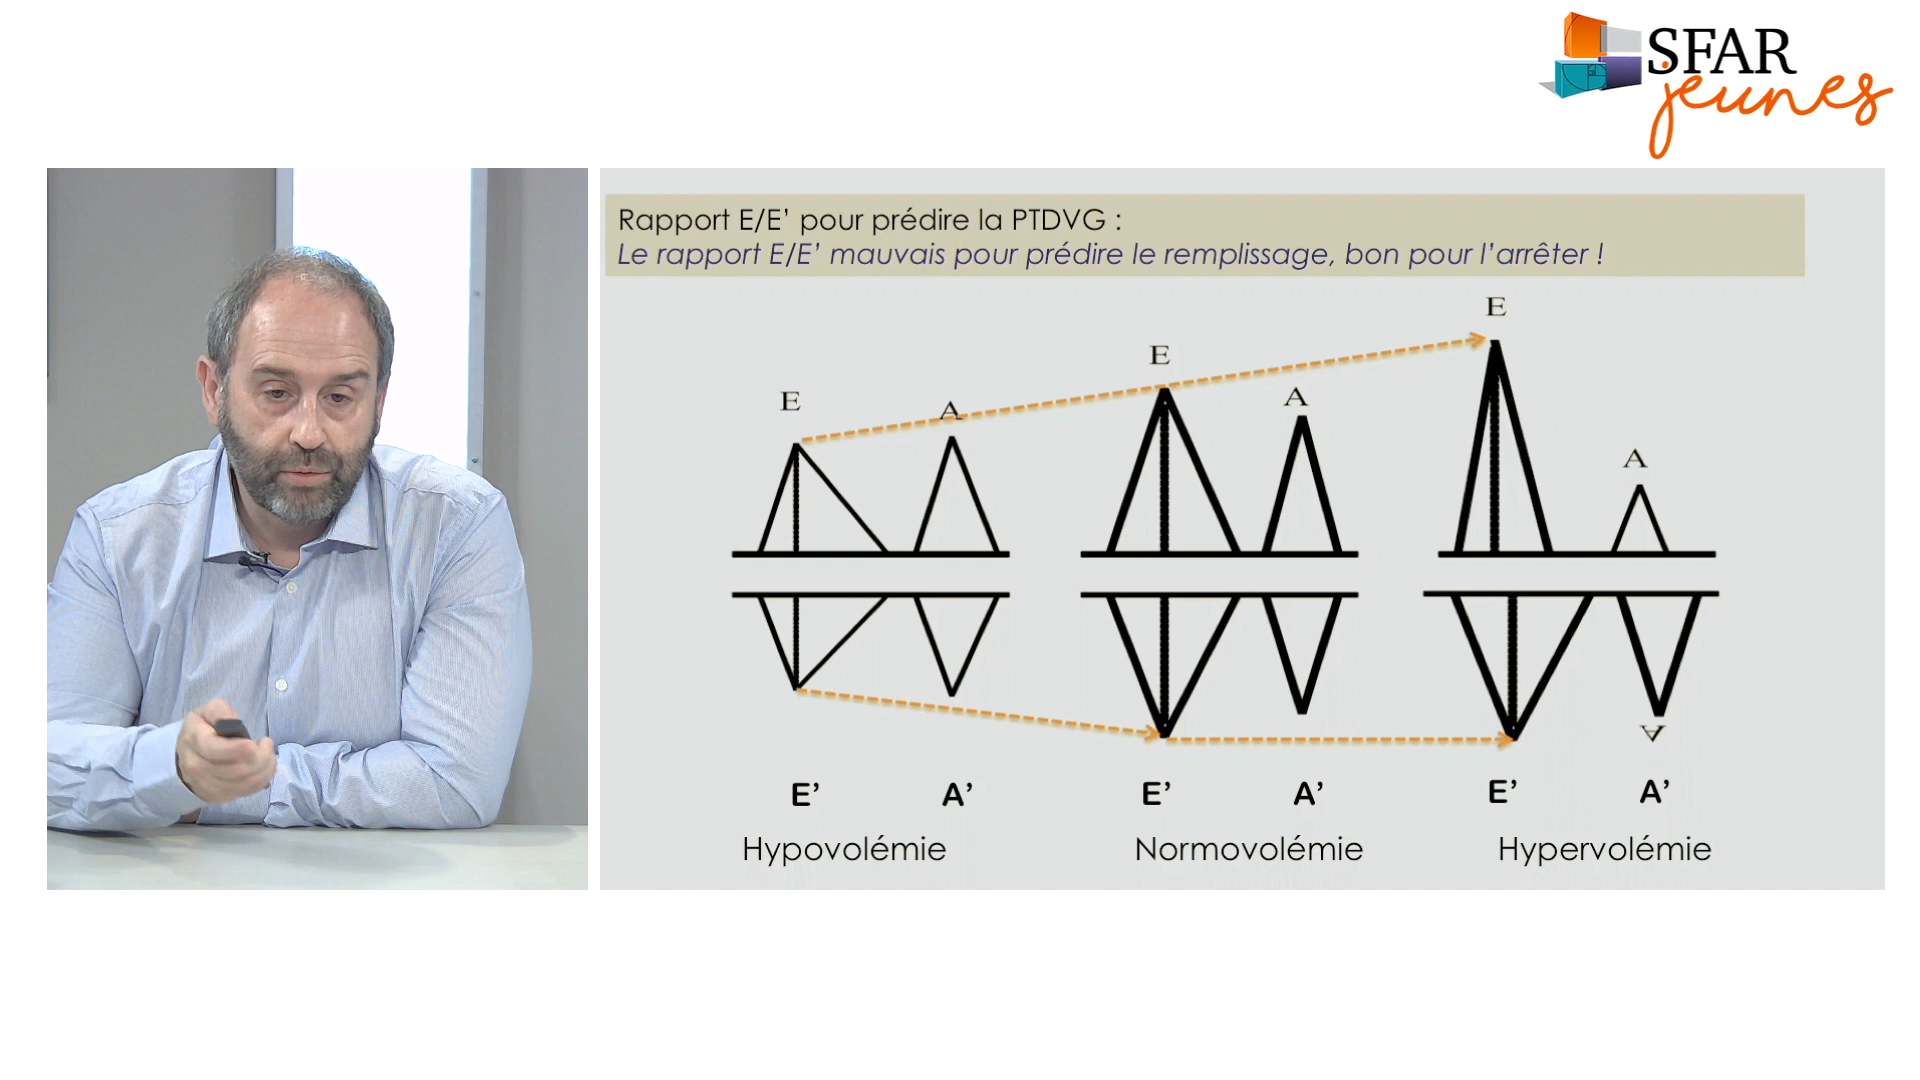 SFAR
jeunes
Rapport E/E’ pour prédire la PTDVG :
Le rapport E/E’ mauvais pour prédire le remplissage, bon pour l’arrêter !
E A E A E A
A
E’ A’ E’ A’ E’ A’
Hypovolémie Normovolémie Hypervolémie